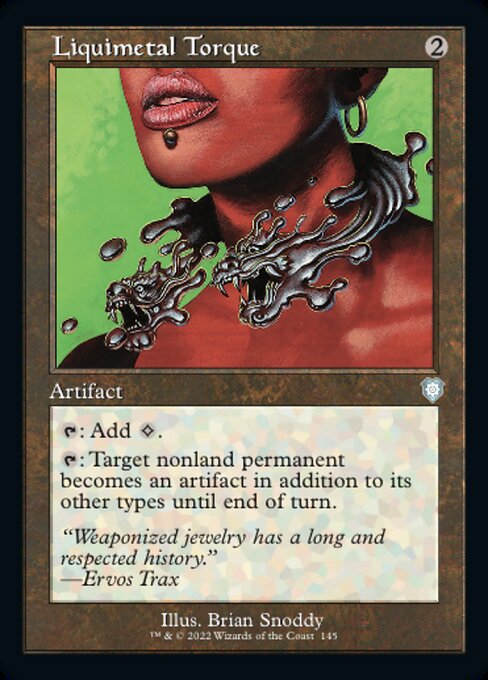 Liquimetal Torque 2
Artifact
: Add .
: Target nonland permanent
becomes an artifact in addition to its
other types until end of turn.
“Weaponized jewelry has a long and
respected history.”
—Ervos Trax
Illus. Brian Snoddy
™ & © 2022 Wizards of the Coast 145